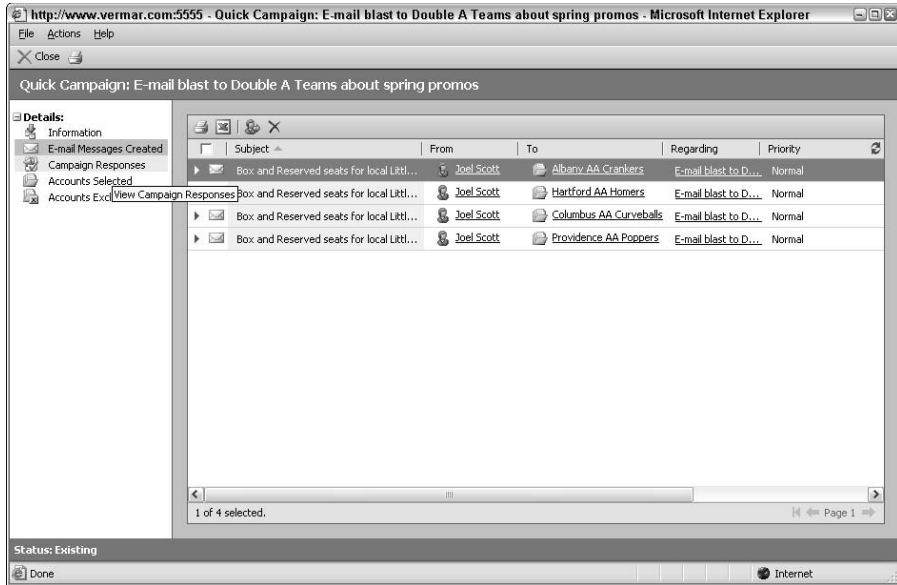 http://www.vermar.com:5555 - Quick Campaign: E-mail blast to Double A Teams about spring promos - Microsoft Internet Explorer
File Actions Help
Close
Quick Campaign: E-mail blast to Double A Teams about spring promos
Details:
Information
E-mail Messages Created
Campaign Responses
Accounts Selected
Accounts Excl
View Campaign Responses
Subject From To Regarding Priority
Box and Reserved seats for local Littl... Joel Scott Albany AA Crankers E-mail blast to D... Normal
Box and Reserved seats for local Littl... Joel Scott Hartford AA Homers E-mail blast to D... Normal
Box and Reserved seats for local Littl... Joel Scott Columbus AA Curveballs E-mail blast to D... Normal
Box and Reserved seats for local Littl... Joel Scott Providence AA Poppers E-mail blast to D... Normal
1 of 4 selected.
Page 1
Status: Existing
Done
Internet